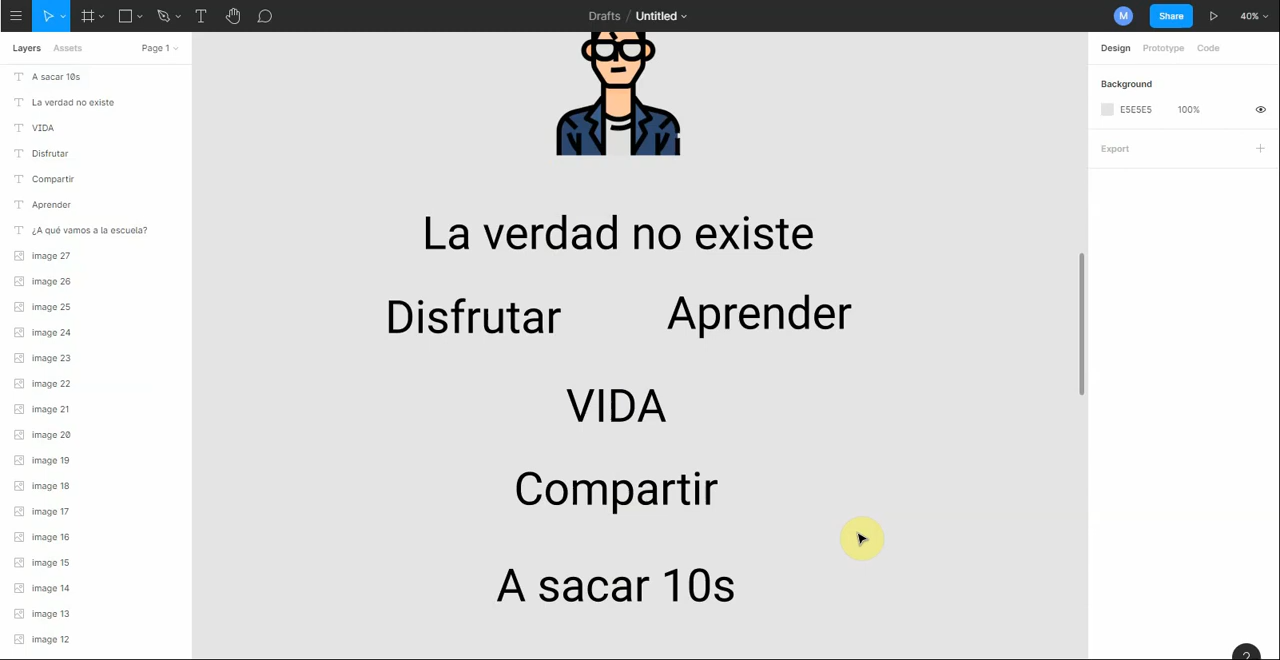 Drafts / Untitled
M
Share
40%
Layers
Assets
Page 1
Design
Prototype
Code
A sacar 10s
La verdad no existe
VIDA
Disfrutar
Compartir
Aprender
¿A qué vamos a la escuela?
image 27
image 26
image 25
image 24
image 23
image 22
image 21
image 20
image 19
image 18
image 17
image 16
image 15
image 14
image 13
image 12
La verdad no existe
Disfrutar
Aprender
VIDA
Compartir
A sacar 10s
Background
E5E5E5 100%
Export
?